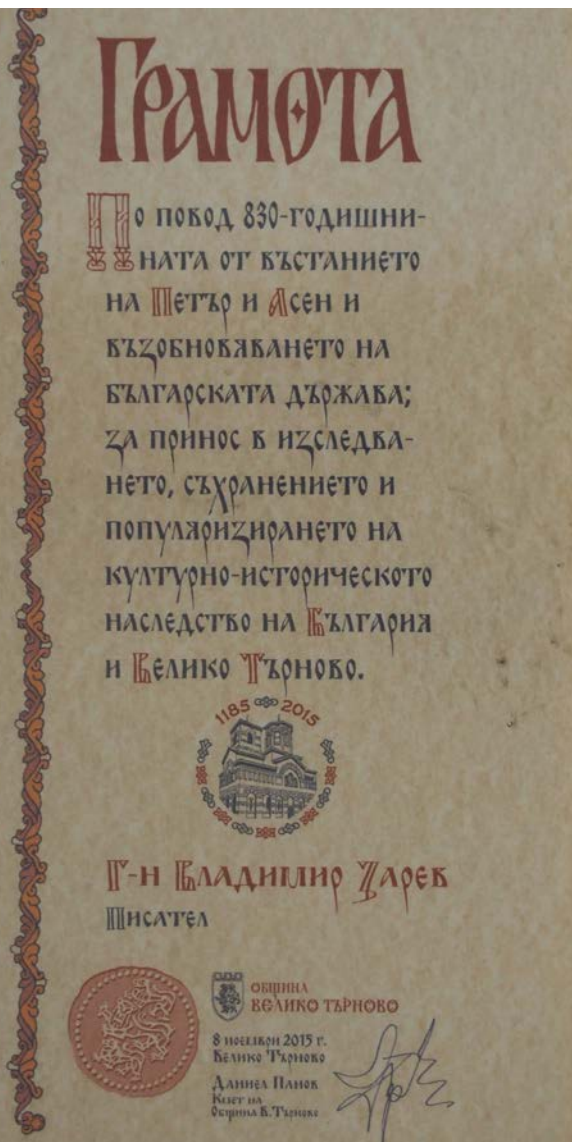 Грамота
По повод 830-годишни-
ната от въстанието
на Петър и Асен и
възобновяването на
българската държава;
за принос в изследва-
нето, съхранението и
популяризирането на
културно-историческото
наследство на България
и Велико Търново.
1185 2015
Г-н Владимир Зарев
Писател
ОБЩИНА
ВЕЛИКО ТЪРНОВО
8 ноември 2015 г.
Велико Търново
Даниел Панов
Кмет на
Община В. Търново